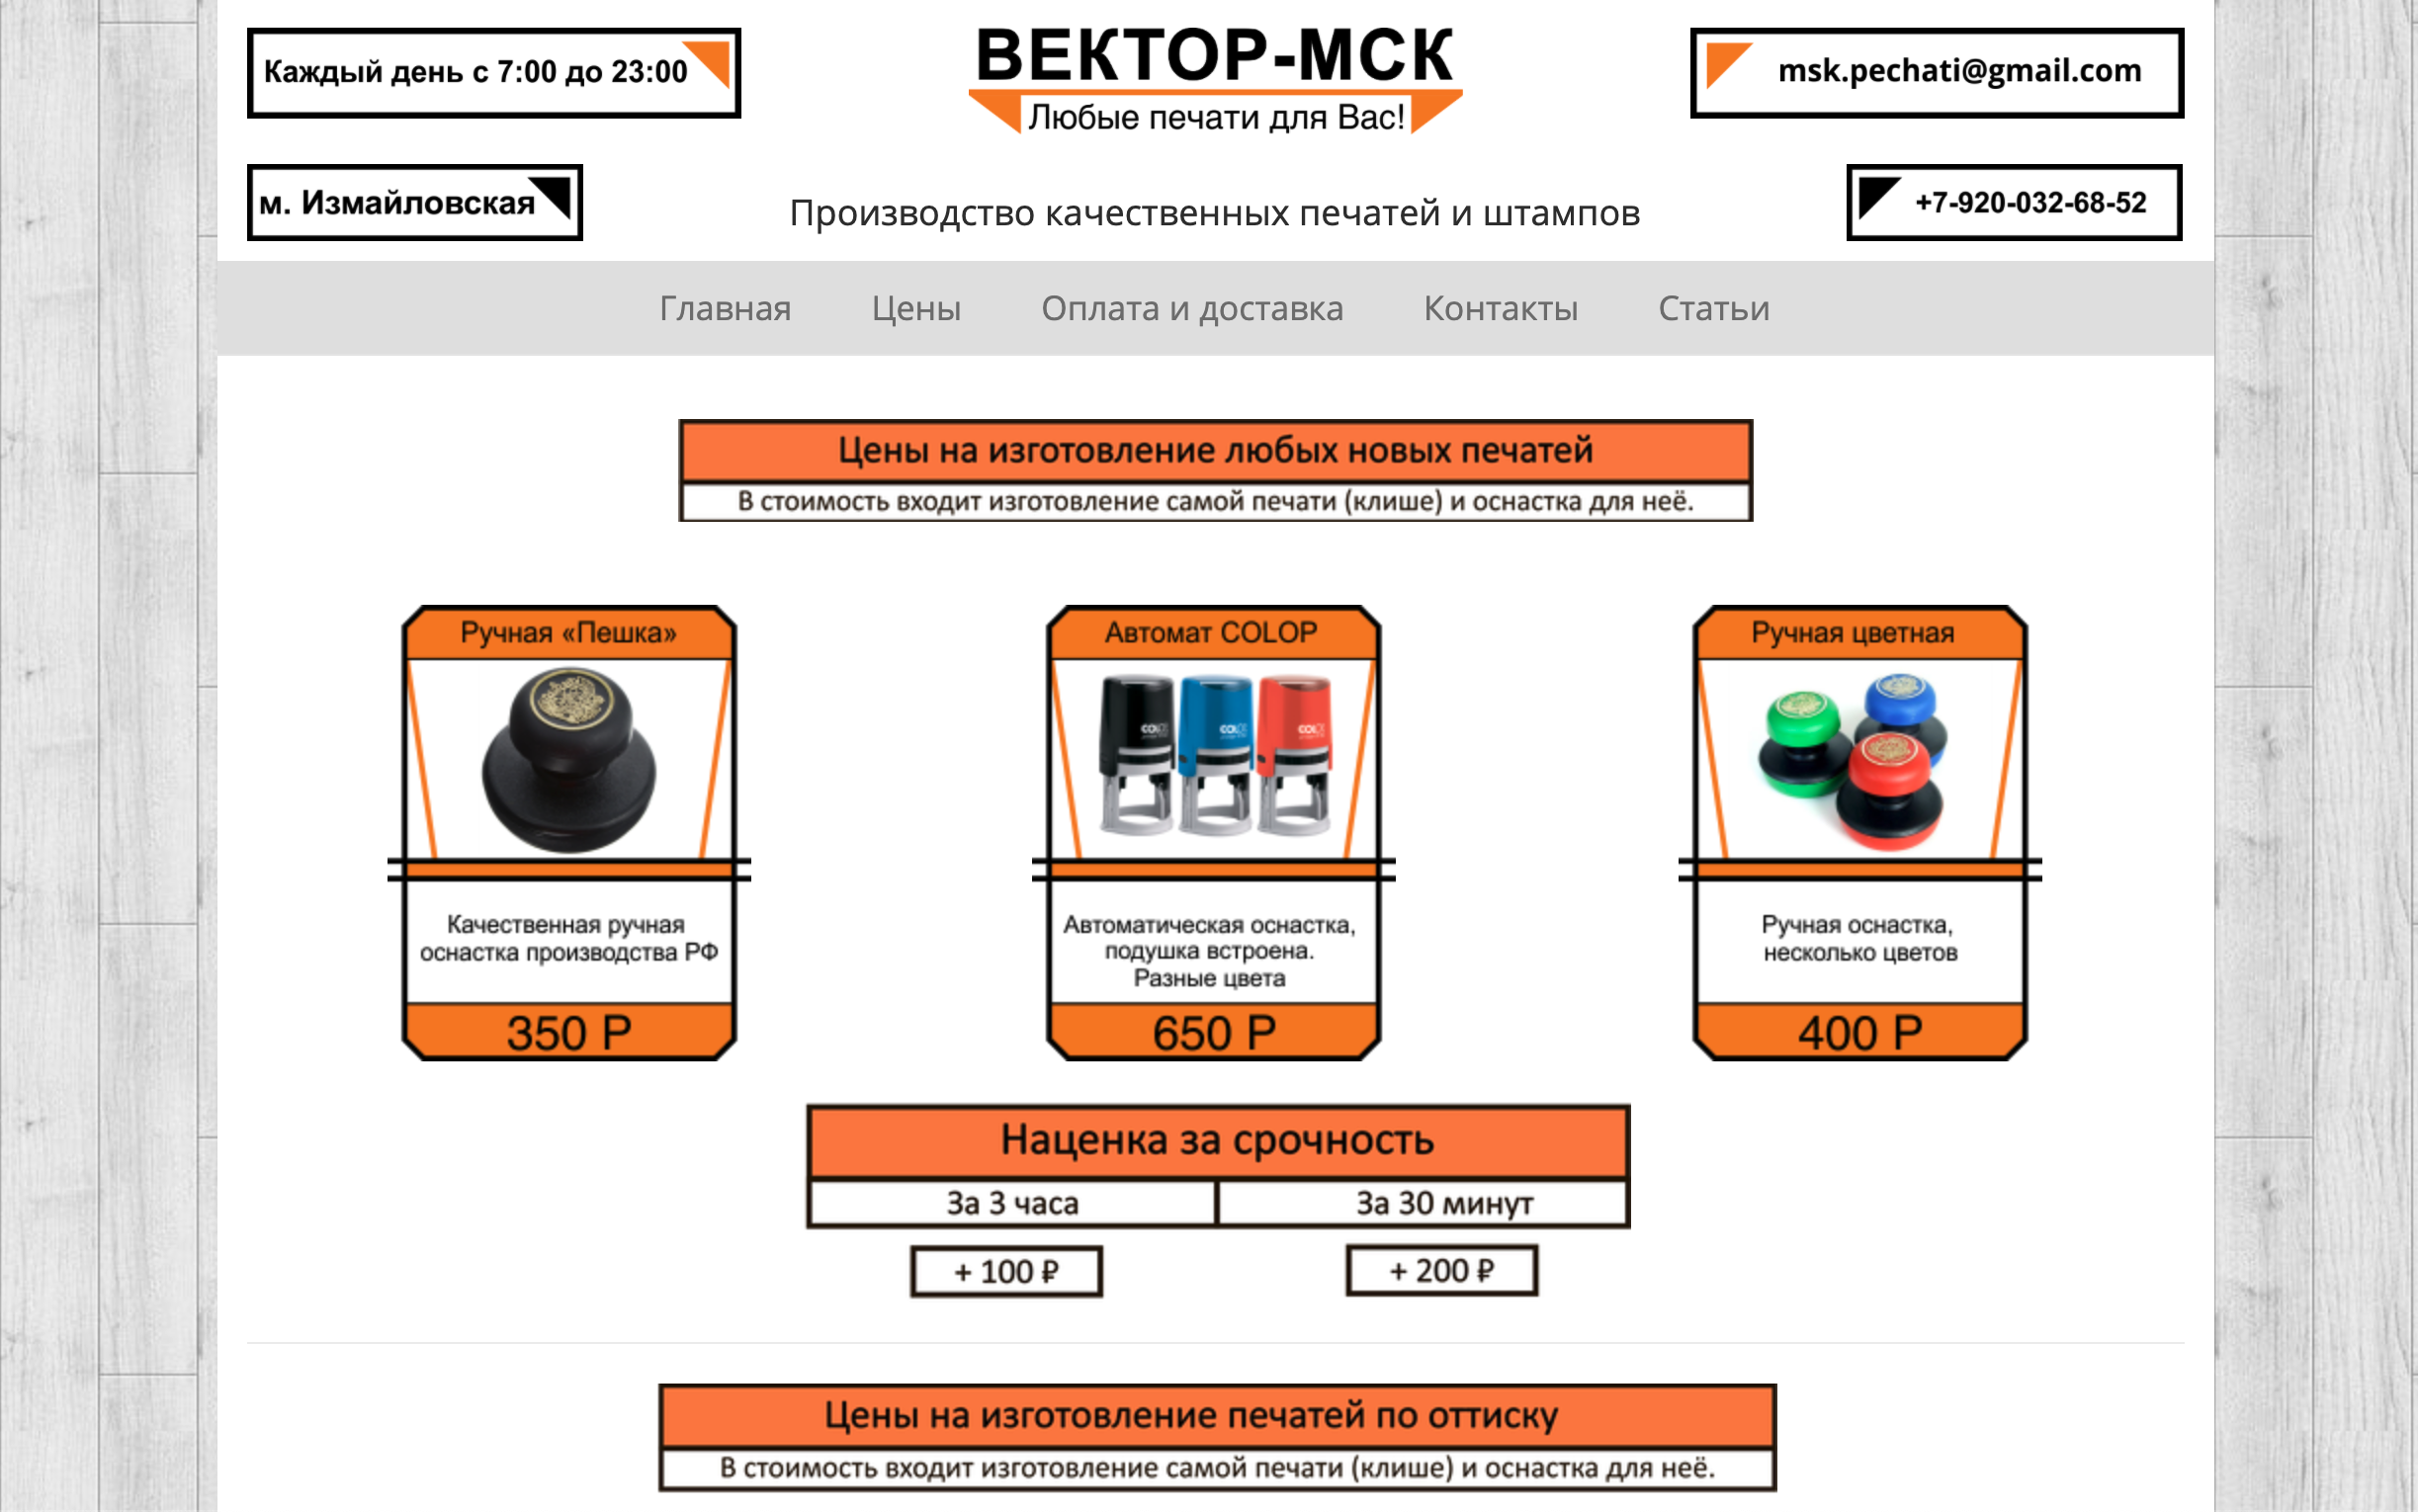 Каждый день с 7:00 до 23:00
ВЕКТОР-МСК
Любые печати для Вас!
msk.pechati@gmail.com
м. Измайловская
Производство качественных печатей и штампов
+7-920-032-68-52
Главная
Цены
Оплата и доставка
Контакты
Статьи
Цены на изготовление любых новых печатей
В стоимость входит изготовление самой печати (клише) и оснастка для неё.
Ручная «Пешка»
Качественная ручная
оснастка производства РФ
350 Р
Автомат COLOP
Автоматическая оснастка,
подушка встроена.
Разные цвета
650 Р
Ручная цветная
Ручная оснастка,
несколько цветов
400 Р
Наценка за срочность
За 3 часа
За 30 минут
+ 100 ₽
+ 200 ₽
Цены на изготовление печатей по оттиску
В стоимость входит изготовление самой печати (клише) и оснастка для неё.